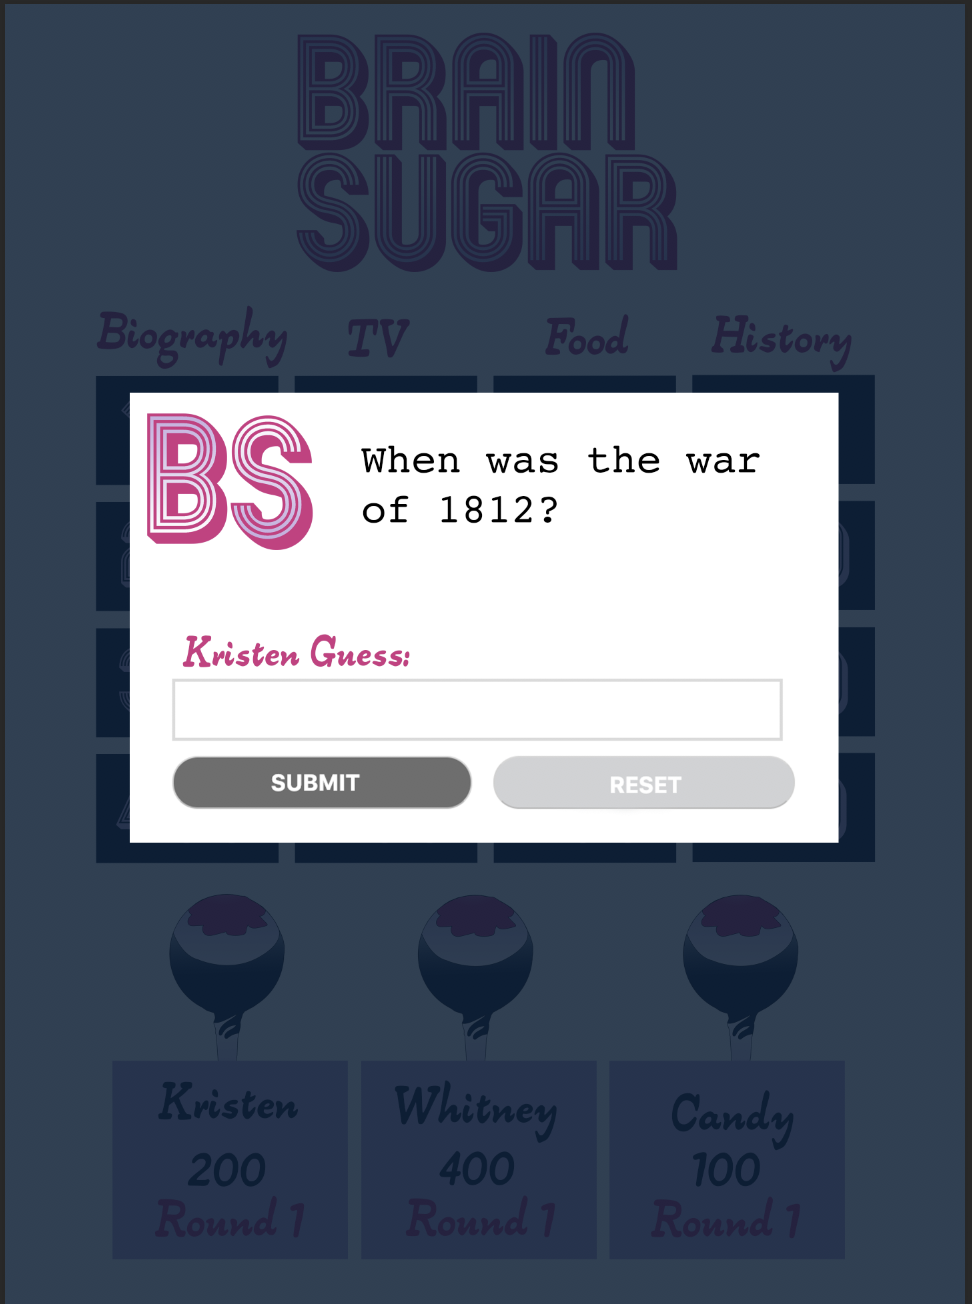 BRAIN
SUGAR
Biography TV Food History
BS
When was the war
of 1812?
Kristen Guess:
SUBMIT RESET
Kristen Whitney Candy
200 400 100
Round 1 Round 1 Round 1